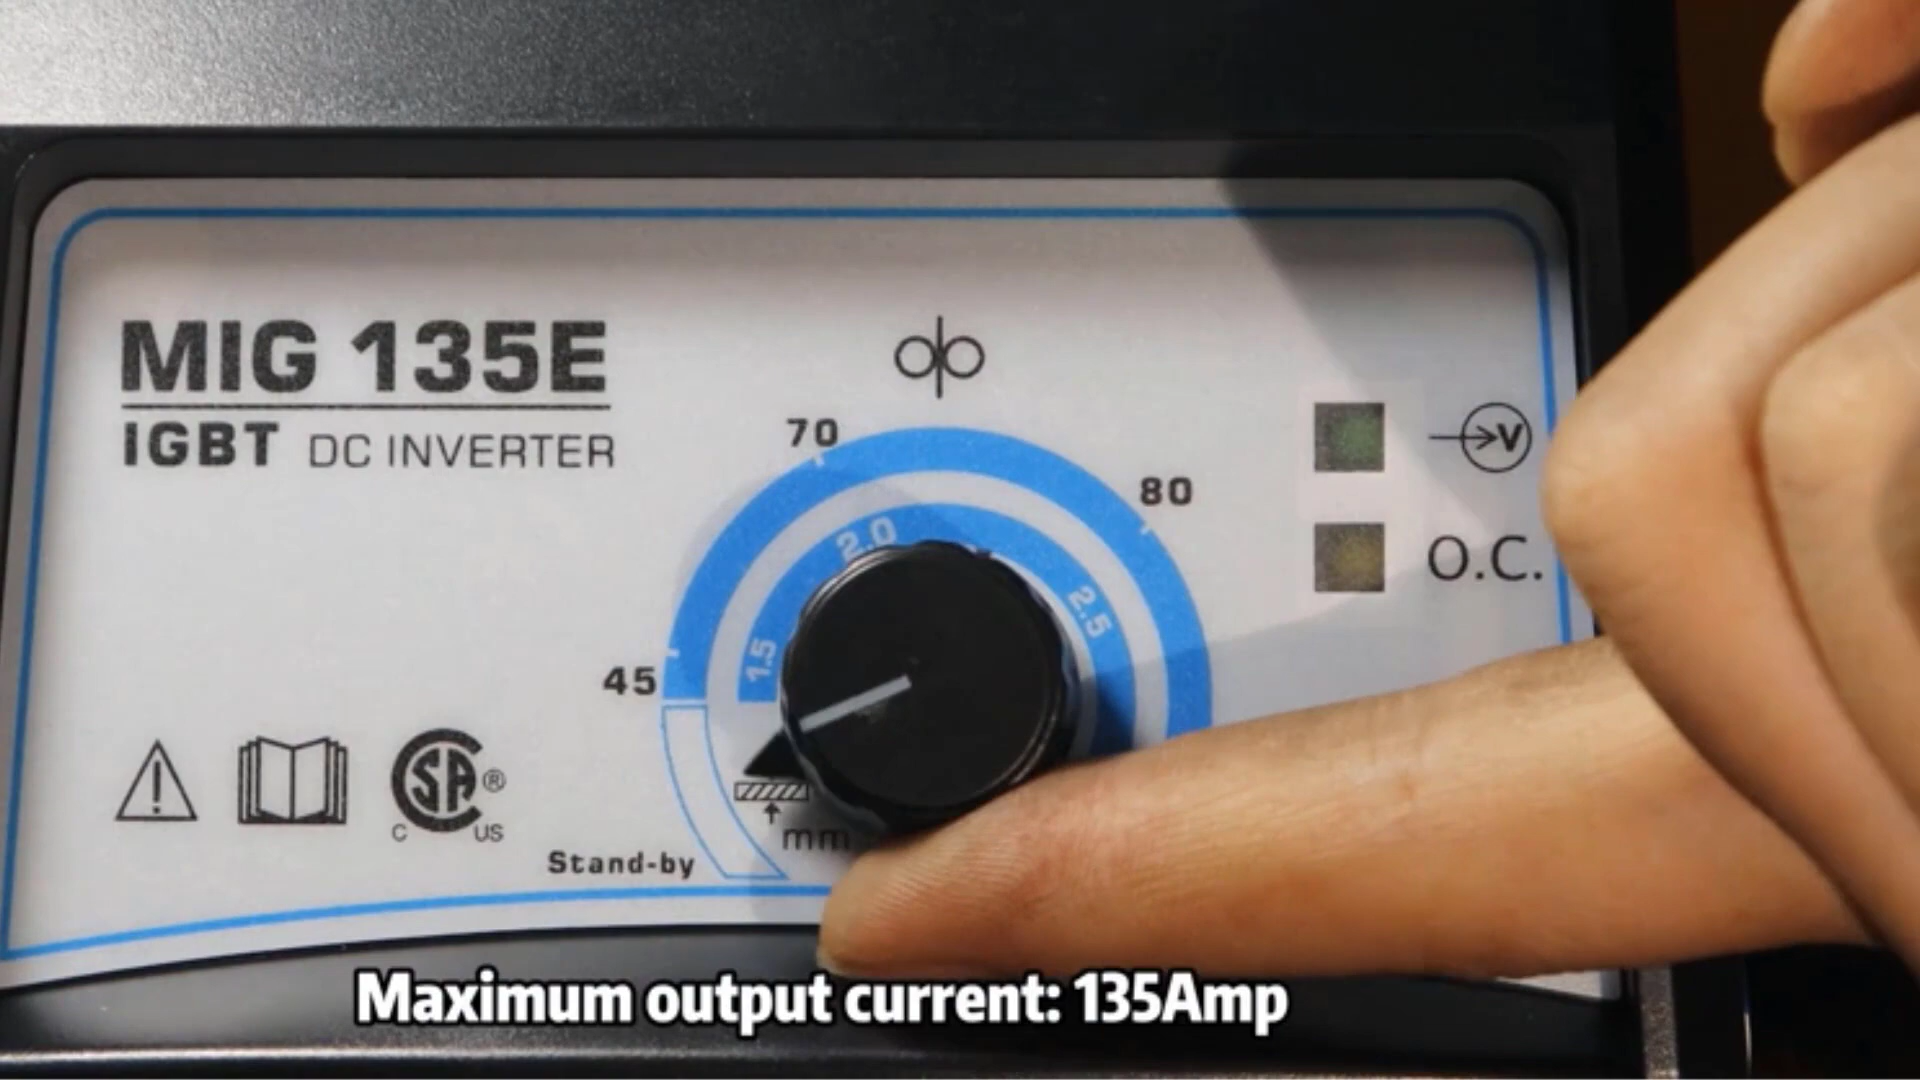 MIG 135E
IGBT DC INVERTER
70
80
45
2.0
2.5
1.5
V
O.C.
CSA®
C US
mm
Stand-by
Maximum output current: 135Amp